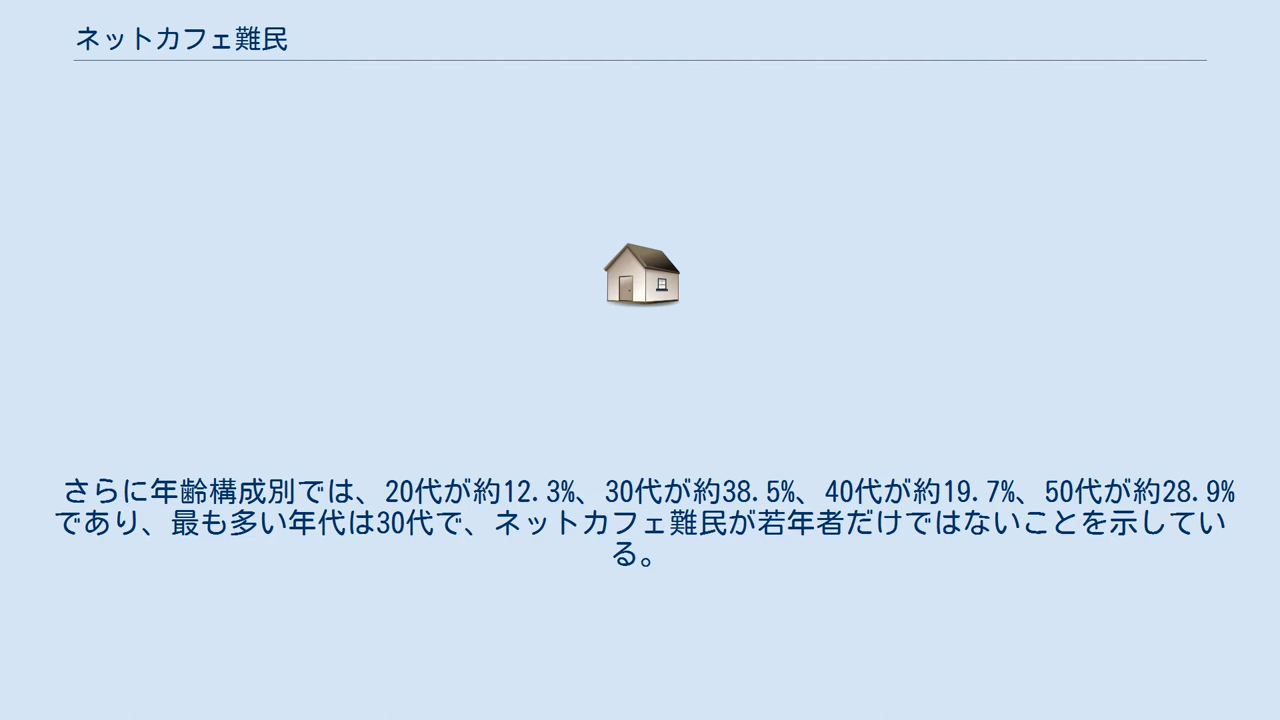 ネットカフェ難民
さらに年齢構成別では、20代が約12.3%、30代が約38.5%、40代が約19.7%、50代が約28.9%
であり、最も多い年代は30代で、ネットカフェ難民が若年者だけではないことを示してい
る。